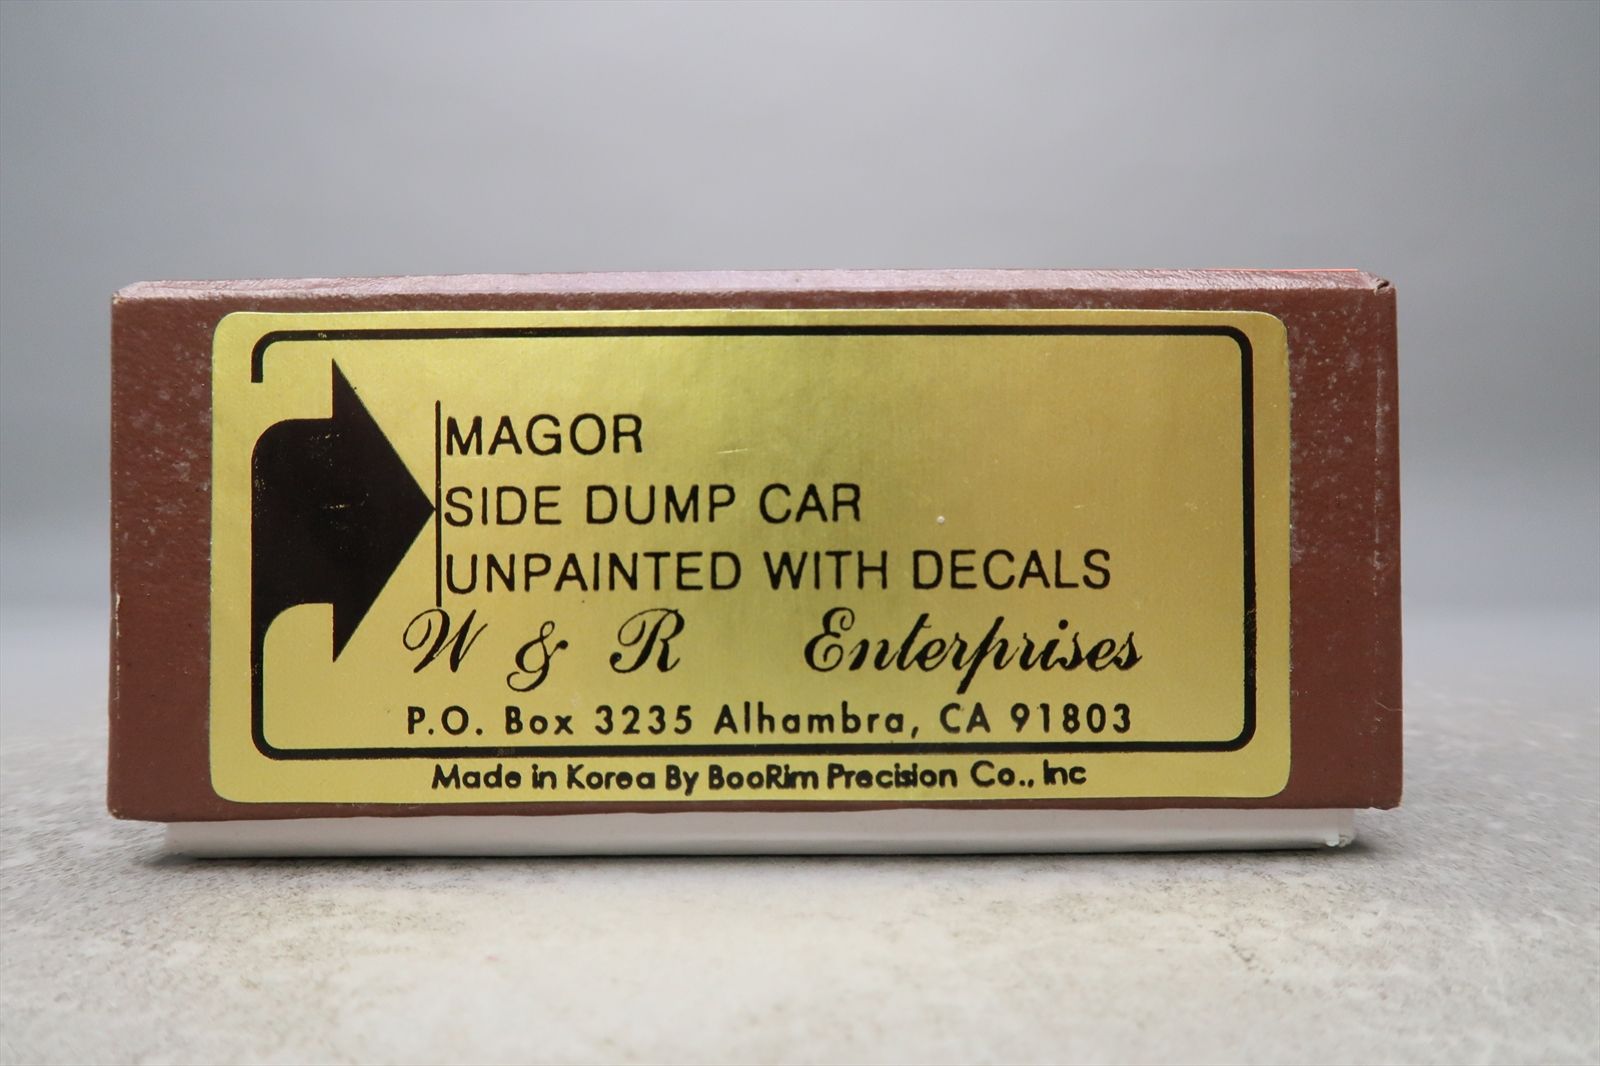 MAGOR
SIDE DUMP CAR
UNPAINTED WITH DECALS
W & R Enterprises
P.O. Box 3235 Alhambra, CA 91803
Made in Korea By BooRim Precision Co., Inc